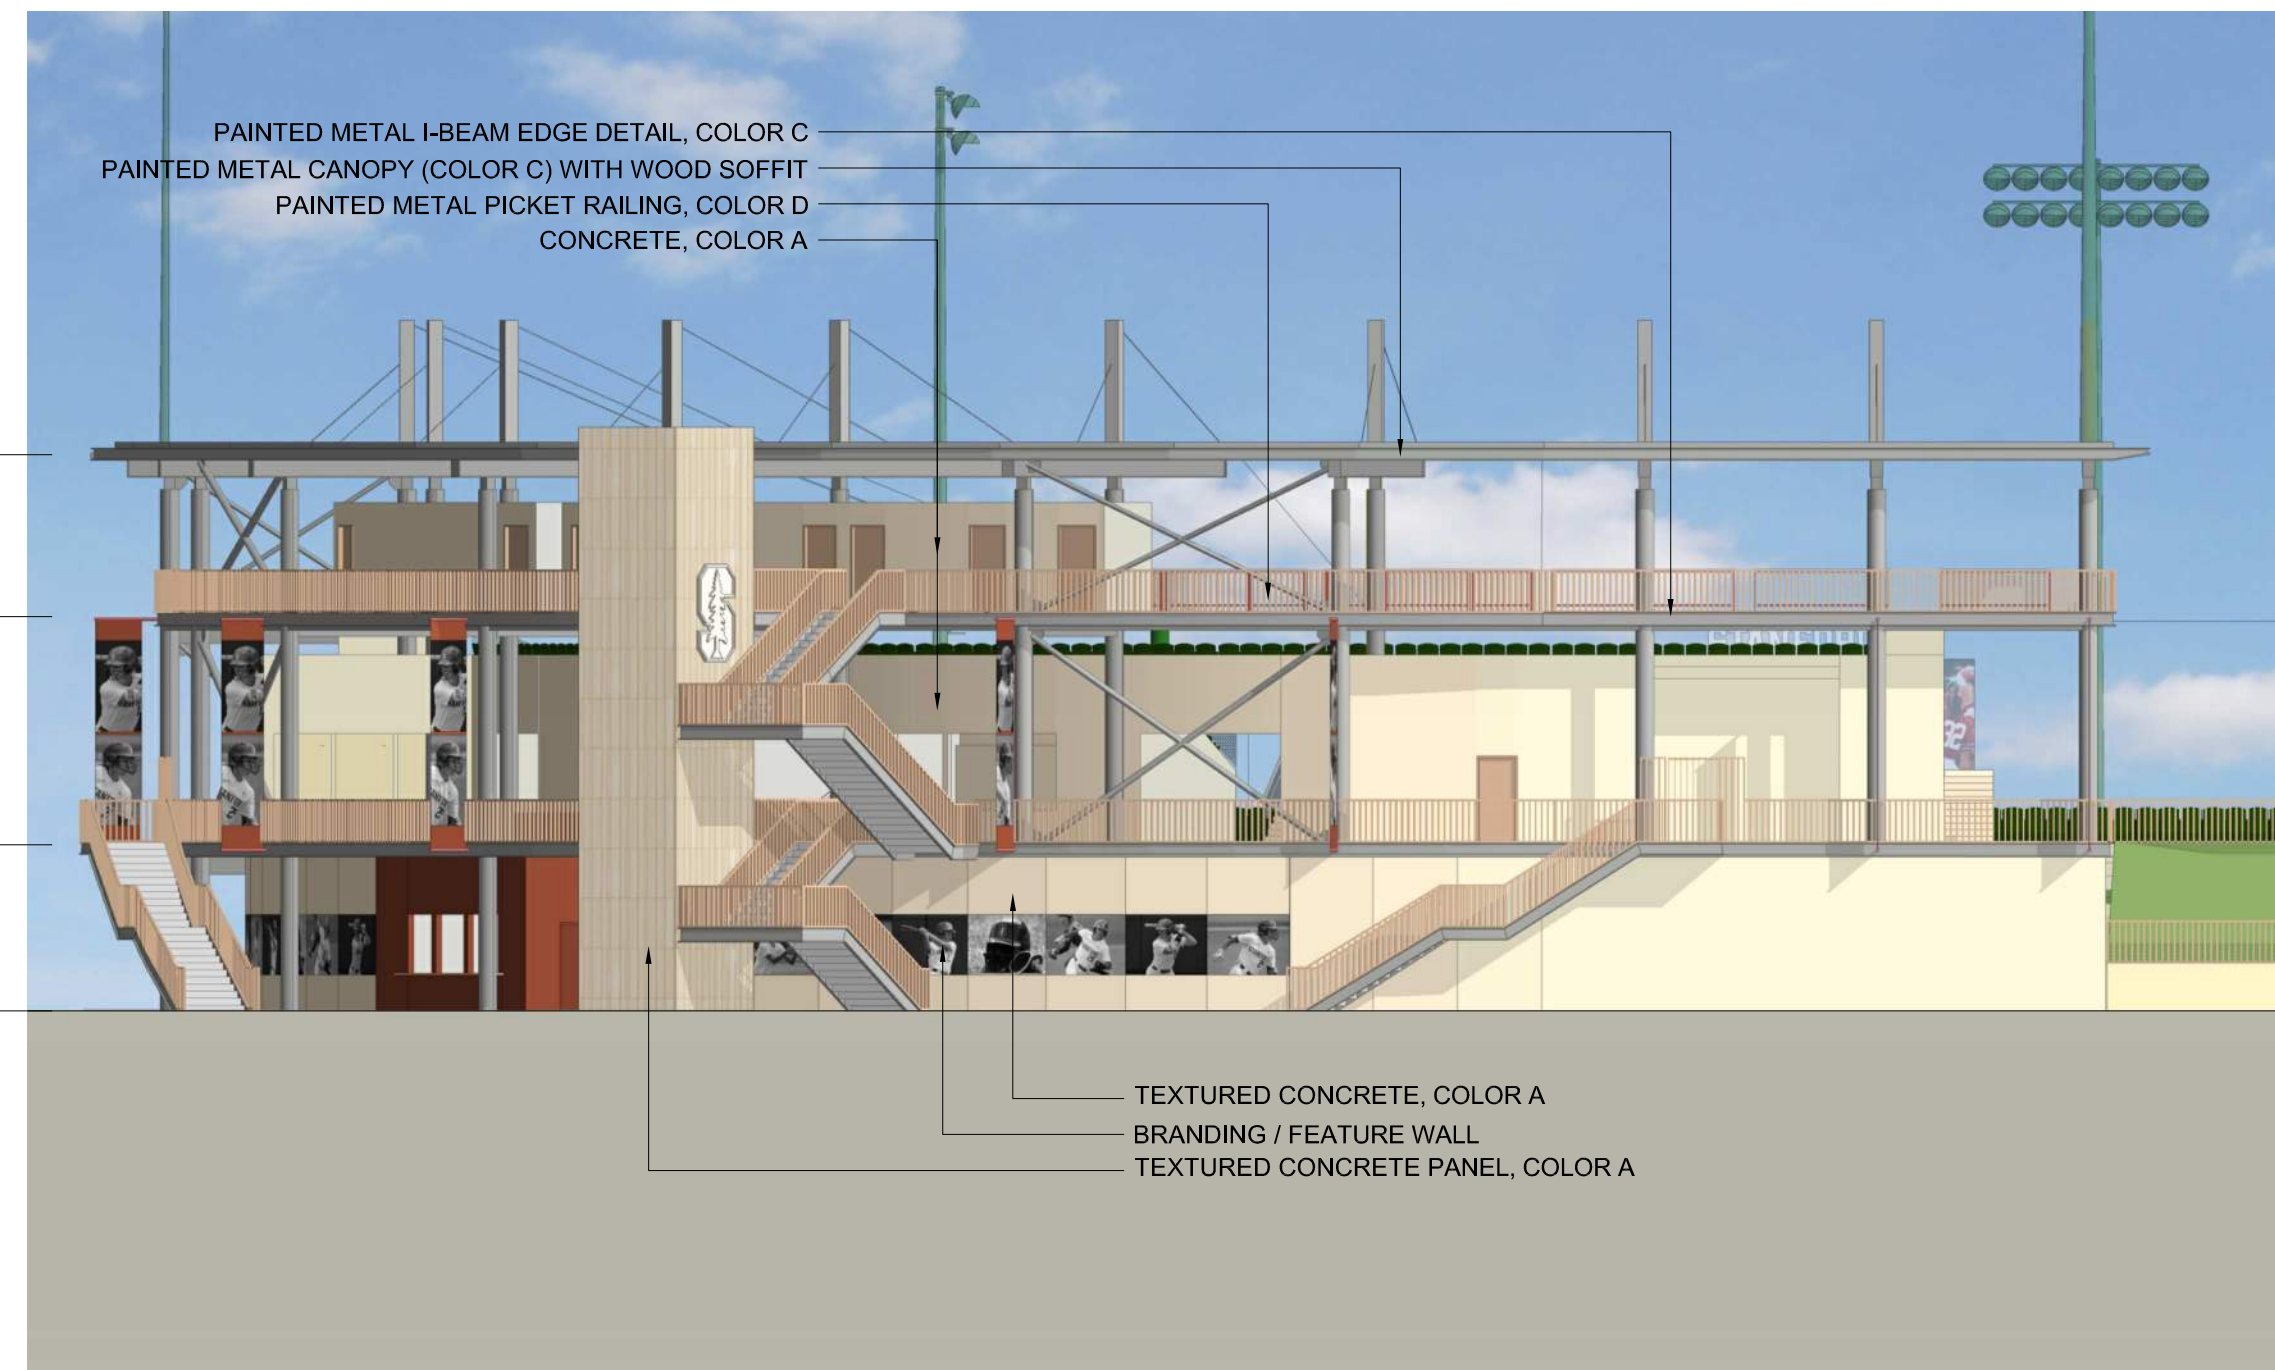 PAINTED METAL I-BEAM EDGE DETAIL, COLOR C
PAINTED METAL CANOPY (COLOR C) WITH WOOD SOFFIT
PAINTED METAL PICKET RAILING, COLOR D
CONCRETE, COLOR A
S
32
TEXTURED CONCRETE, COLOR A
BRANDING / FEATURE WALL
TEXTURED CONCRETE PANEL, COLOR A